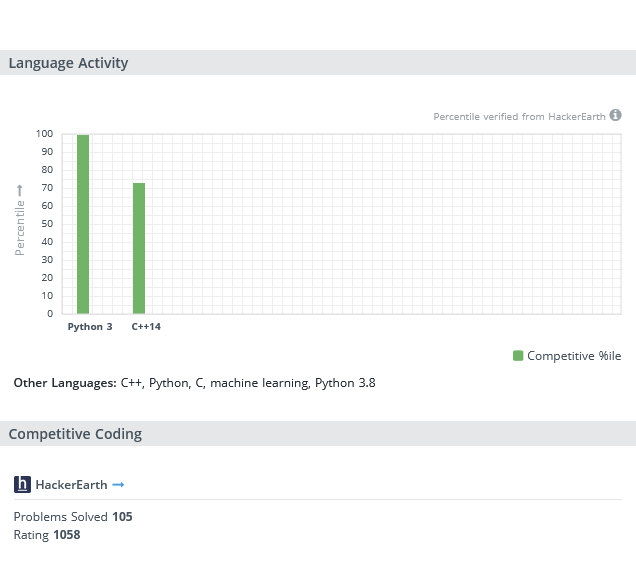 Language Activity
Percentile verified from HackerEarth
Percentile →
100
90
80
70
60
50
40
30
20
10
0
Python 3 C++14
Competitive %ile
Other Languages: C++, Python, C, machine learning, Python 3.8
Competitive Coding
h HackerEarth →
Problems Solved 105
Rating 1058